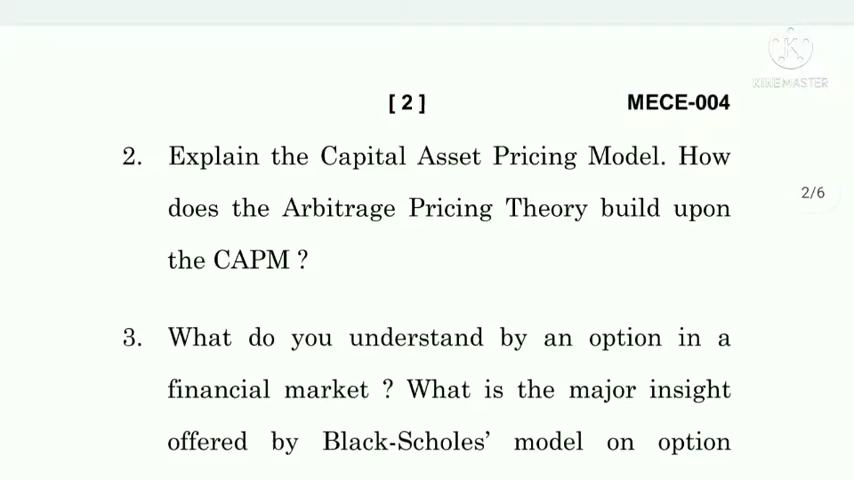 KINEMASTER
[ 2 ] MECE-004
2. Explain the Capital Asset Pricing Model. How
does the Arbitrage Pricing Theory build upon
2/6
the CAPM ?
3. What do you understand by an option in a
financial market ? What is the major insight
offered by Black-Scholes’ model on option